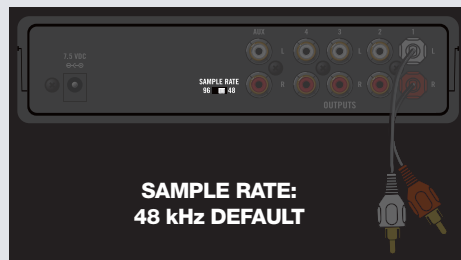 AUX 4 3 2 1
7.5 VDC
L L L
SAMPLE RATE
96 48
R R R
OUTPUTS
SAMPLE RATE:
48 kHz DEFAULT